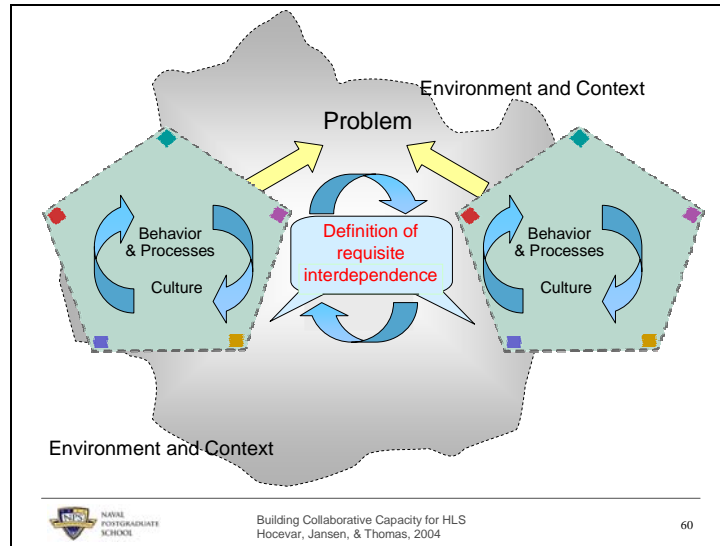 Environment and Context
Problem
Definition of
requisite
interdependence
Behavior
& Processes
Culture
Behavior
& Processes
Culture
Environment and Context
NAVAL
POSTGRADUATE
SCHOOL
Building Collaborative Capacity for HLS
Hocevar, Jansen, & Thomas, 2004
60